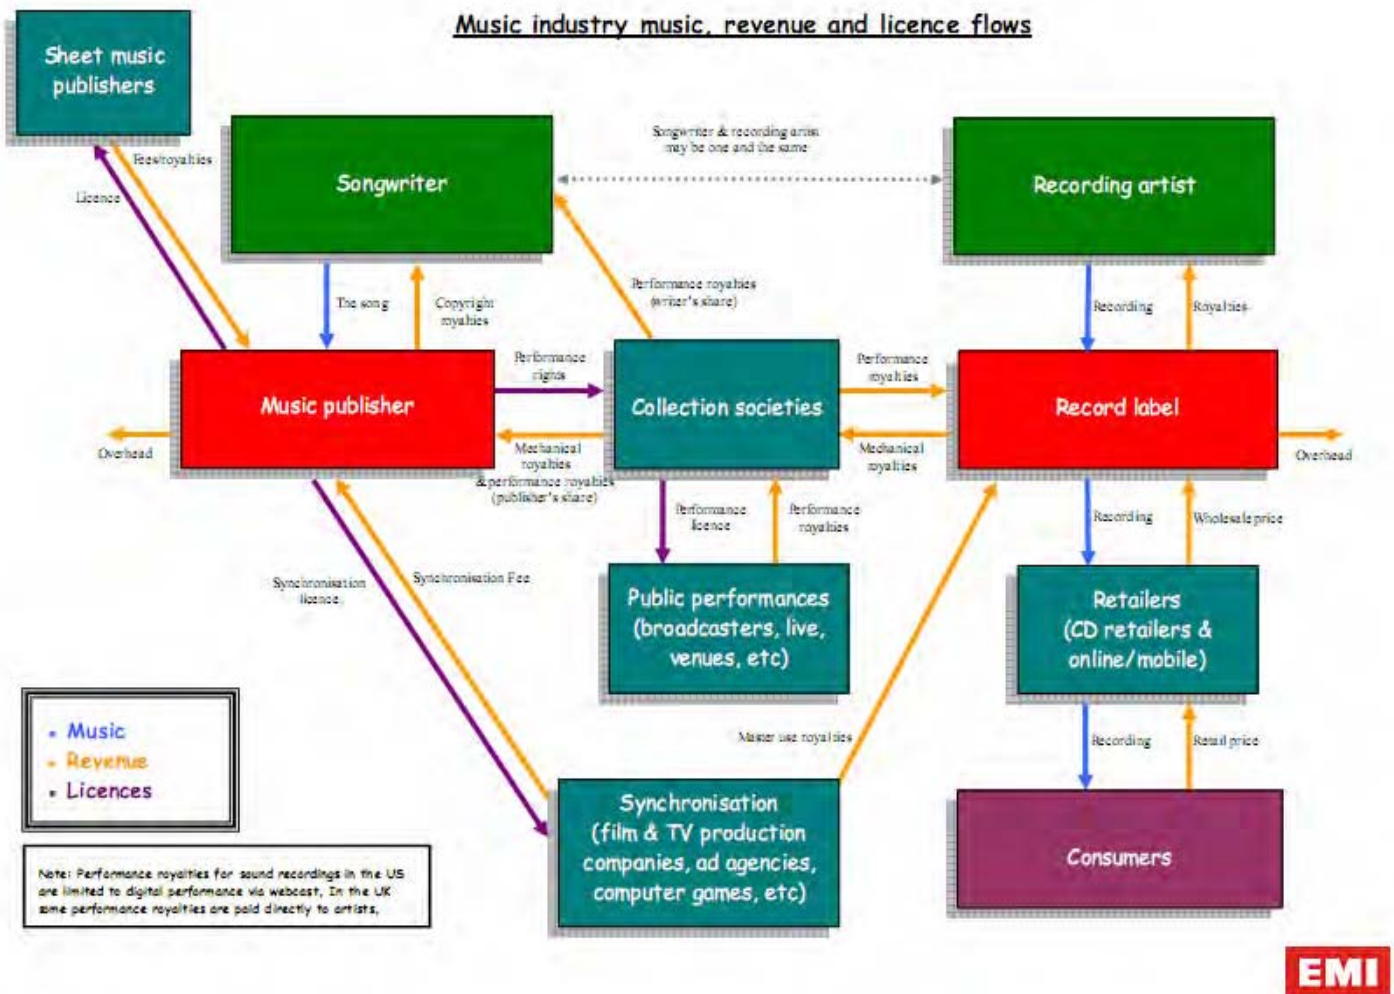 Music industry music, revenue and licence flows
Sheet music
publishers
Fees/royalties
Licence
Songwriter
Songwriter & recording artist
may be one and the same
Recording artist
The song
Copyright
royalties
Performance royalties
(writer's share)
Recording
Royalties
Music publisher
Performance
rights
Collection societies
Performance
royalties
Record label
Overhead
Mechanical
royalties
& performance royalties
(publisher's share)
Mechanical
royalties
Overhead
Performance
licence
Performance
royalties
Recording
Wholesale price
Synchronisation
licence
Synchronisation Fee
Public performances
(broadcasters, live,
venues, etc)
Retailers
(CD retailers &
online/mobile)
Master use royalties
Recording
Retail price
Music
Revenue
Licences
Synchronisation
(film & TV production
companies, ad agencies,
computer games, etc)
Consumers
Note: Performance royalties for sound recordings in the US
are limited to digital performance via webcast. In the UK
some performance royalties are paid directly to artists.
EMI